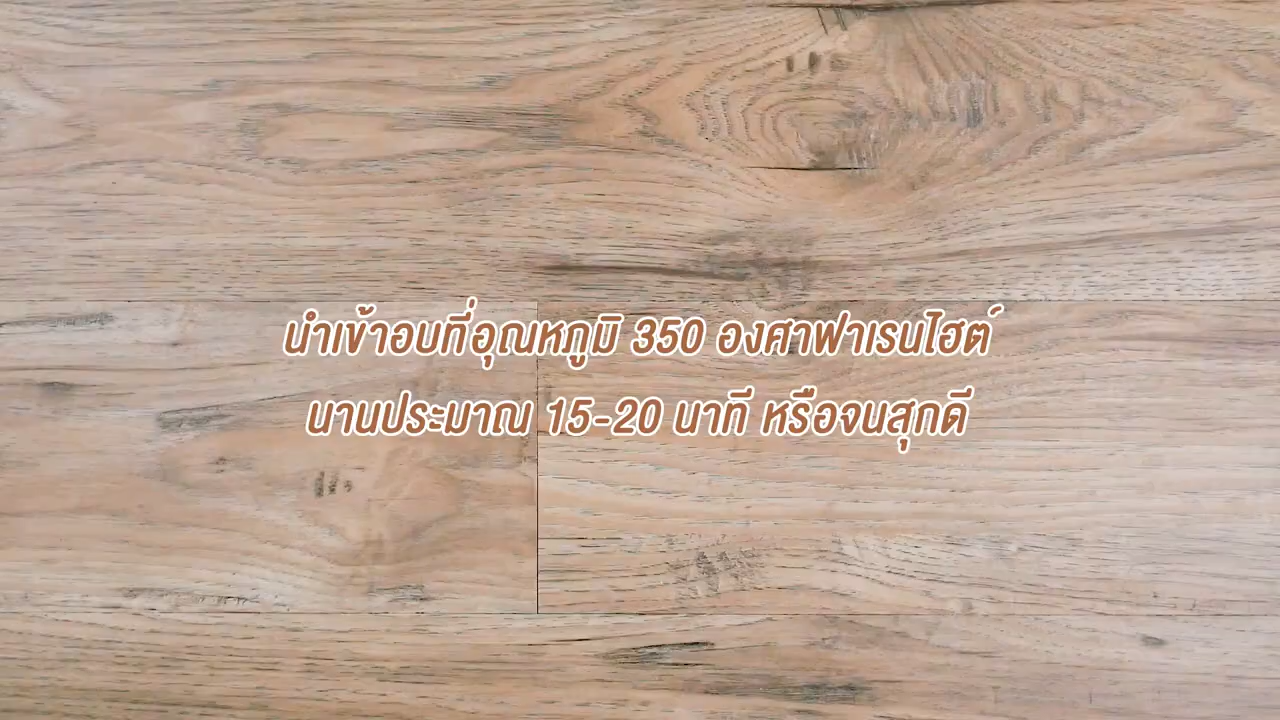 นำเข้าอบที่อุณหภูมิ 350 องศาฟาเรนไฮต์
นานประมาณ 15-20 นาที หรือจนสุกดี